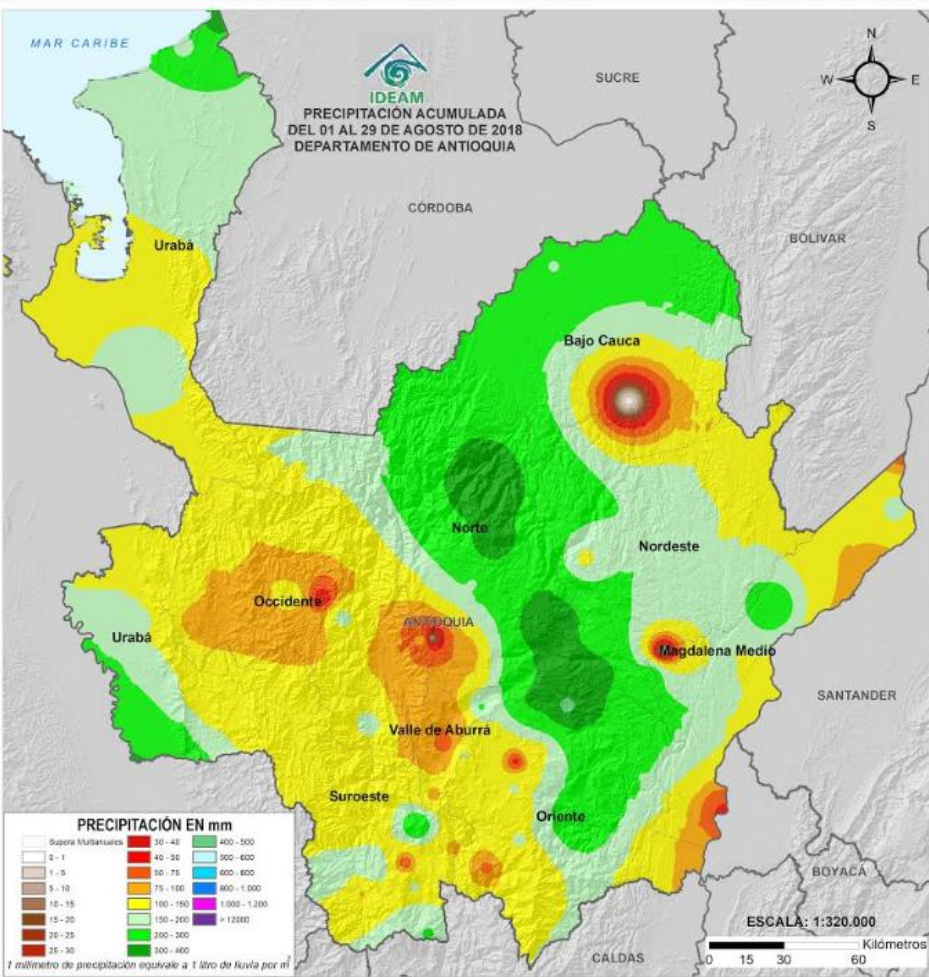 MAR CARIBE
IDEAM
PRECIPITACIÓN ACUMULADA
DEL 01 AL 29 DE AGOSTO DE 2018
DEPARTAMENTO DE ANTIOQUIA
N
W E
S
SUCRE
CÓRDOBA
BOLÍVAR
Urabá
Bajo Cauca
Norte
Nordeste
Occidente
ANTIOQUIA
Urabá
Magdalena Medio
SANTANDER
Valle de Aburrá
Suroeste
Oriente
BOYACÁ
CALDAS
PRECIPITACIÓN EN mm
Supera Multianuales 30 - 40 400 - 500
0 - 1 40 - 50 500 - 600
1 - 5 50 - 75 600 - 800
5 - 10 75 - 100 800 - 1.000
10 - 15 100 - 150 1.000 - 1.200
15 - 20 150 - 200 > 12000
20 - 25 200 - 300
25 - 30 300 - 400
1 milímetro de precipitación equivale a 1 litro de lluvia por m²
ESCALA: 1:320.000
Kilómetros
0 15 30 60